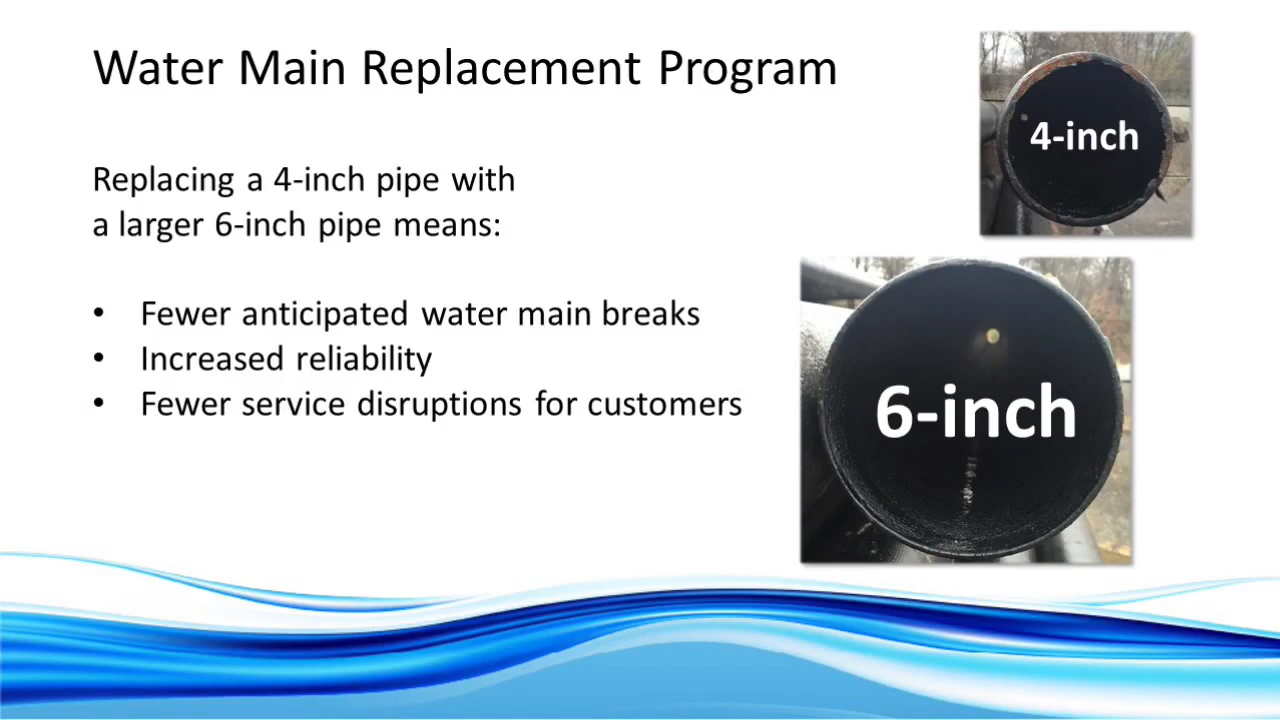 Water Main Replacement Program
4-inch
Replacing a 4-inch pipe with
a larger 6-inch pipe means:
• Fewer anticipated water main breaks
• Increased reliability
• Fewer service disruptions for customers
6-inch